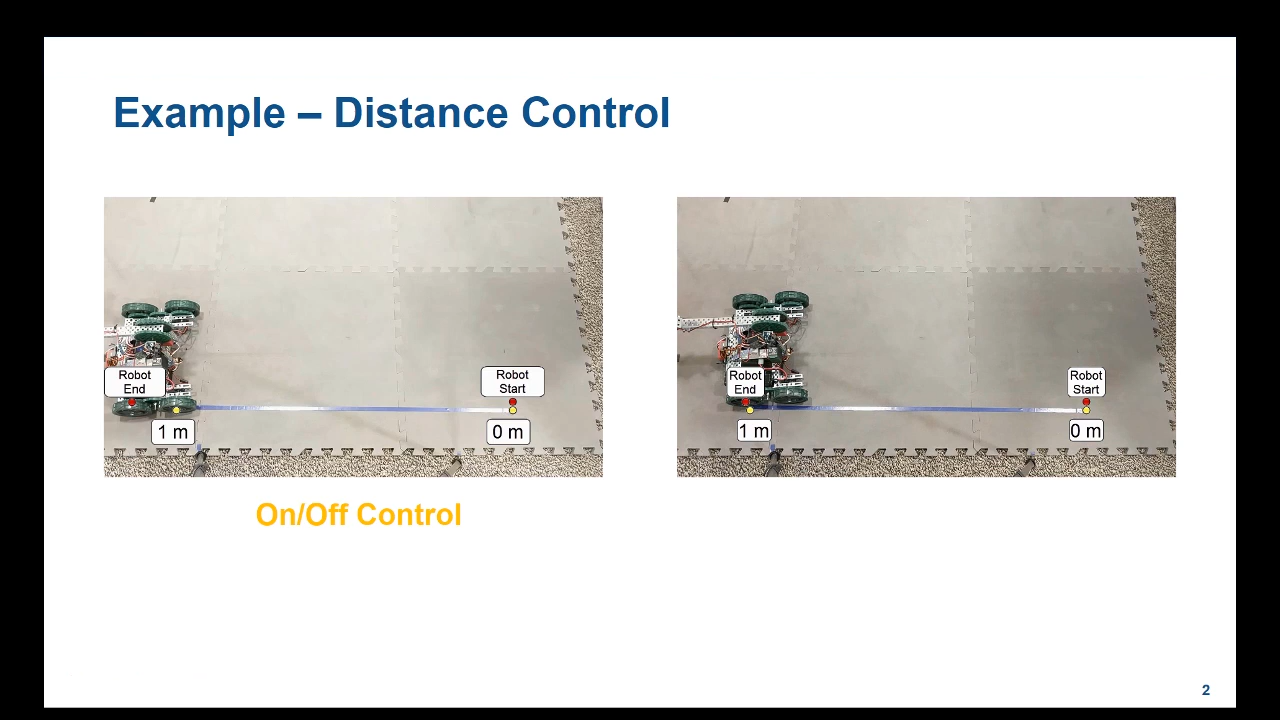 Example – Distance Control
Robot
End
Robot
Start
1 m
0 m
Robot
End
Robot
Start
1 m
0 m
On/Off Control
2